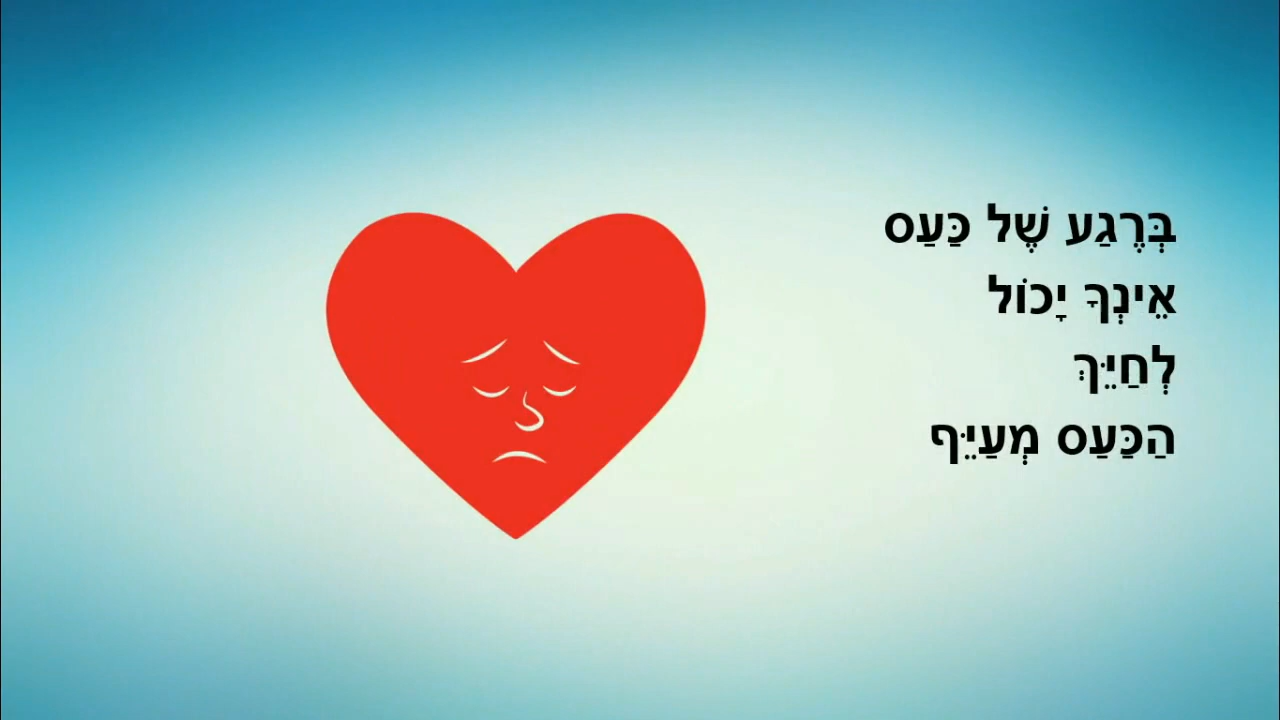 בְּרֶגַע שֶׁל כַּעַס
אֵינְךָ יָכוֹל
לְחַיֵּךְ
הַכַּעַס מְעַיֵּף